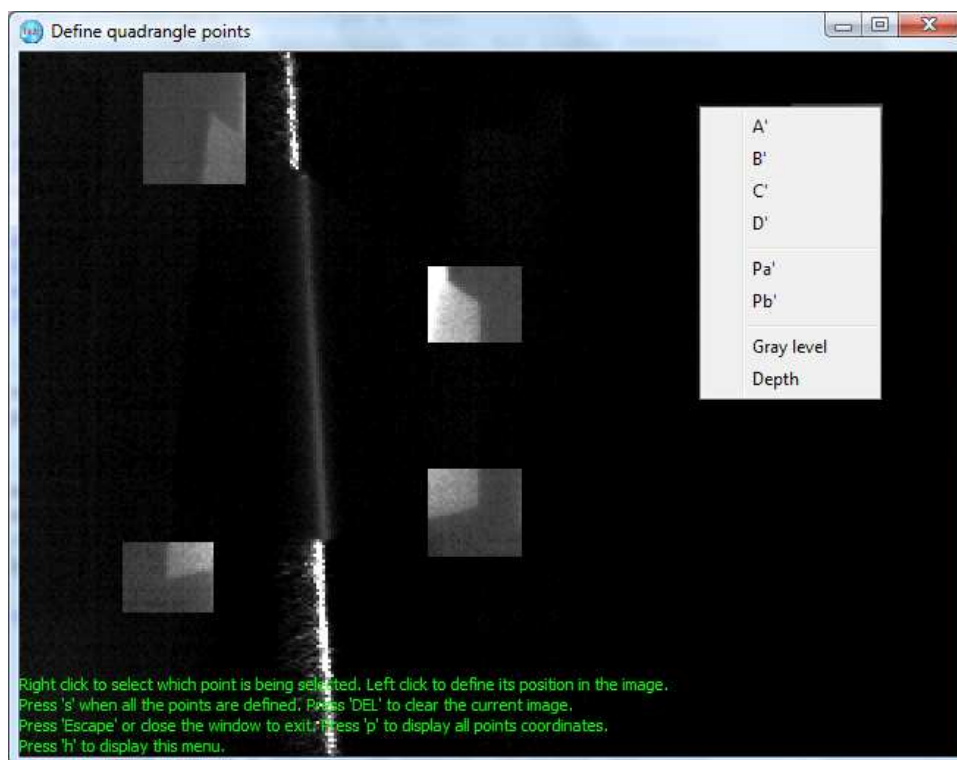 Define quadrangle points
A'
B'
C'
D'
Pa'
Pb'
Gray level
Depth
Right click to select which point is being selected. Left click to define its position in the image.
Press 's' when all the points are defined. Press 'DEL' to clear the current image.
Press 'Escape' or close the window to exit. Press 'p' to display all points coordinates.
Press 'h' to display this menu.